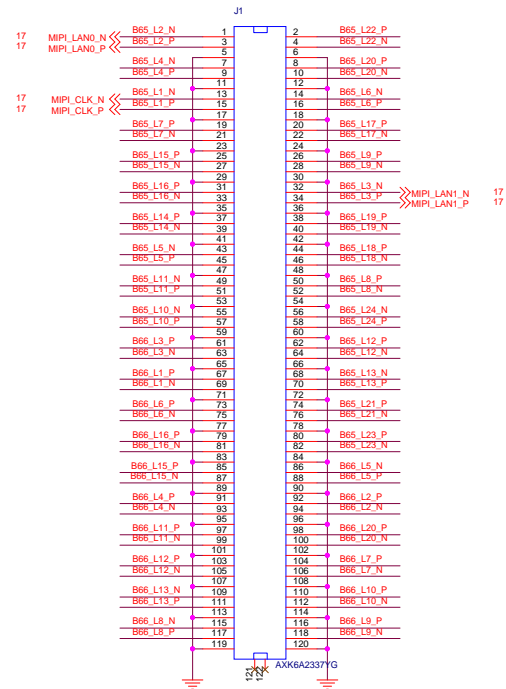 J1
B65_L2_N 1 2 B65_L22_P
17 MIPI_LAN0_N
B65_L2_P 3 4 B65_L22_N
17 MIPI_LAN0_P
5 6
B65_L4_N 7 8 B65_L20_P
B65_L4_P 9 10 B65_L20_N
11 12
B65_L1_N 13 14 B65_L6_N
17 MIPI_CLK_N
B65_L1_P 15 16 B65_L6_P
17 MIPI_CLK_P
17 18
B65_L7_P 19 20 B65_L17_P
B65_L7_N 21 22 B65_L17_N
23 24
B65_L15_P 25 26 B65_L9_P
B65_L15_N 27 28 B65_L9_N
29 30
B65_L16_P 31 32 B65_L3_N
MIPI_LAN1_N 17
B65_L16_N 33 34 B65_L3_P
MIPI_LAN1_P 17
35 36
B65_L14_P 37 38 B65_L19_P
B65_L14_N 39 40 B65_L19_N
41 42
B65_L5_N 43 44 B65_L18_P
B65_L5_P 45 46 B65_L18_N
47 48
B65_L11_N 49 50 B65_L8_P
B65_L11_P 51 52 B65_L8_N
53 54
B65_L10_N 55 56 B65_L24_N
B65_L10_P 57 58 B65_L24_P
59 60
B66_L3_P 61 62 B65_L12_P
B66_L3_N 63 64 B65_L12_N
65 66
B66_L1_P 67 68 B65_L13_N
B66_L1_N 69 70 B65_L13_P
71 72
B66_L6_P 73 74 B65_L21_P
B66_L6_N 75 76 B65_L21_N
77 78
B66_L16_P 79 80 B65_L23_P
B66_L16_N 81 82 B65_L23_N
83 84
B66_L15_P 85 86 B66_L5_N
B66_L15_N 87 88 B66_L5_P
89 90
B66_L4_P 91 92 B66_L2_P
B66_L4_N 93 94 B66_L2_N
95 96
B66_L11_P 97 98 B66_L20_P
B66_L11_N 99 100 B66_L20_N
101 102
B66_L12_P 103 104 B66_L7_P
B66_L12_N 105 106 B66_L7_N
107 108
B66_L13_N 109 110 B66_L10_P
B66_L13_P 111 112 B66_L10_N
113 114
B66_L8_N 115 116 B66_L9_P
B66_L8_P 117 118 B66_L9_N
119 120
121 122 AXK6A2337YG